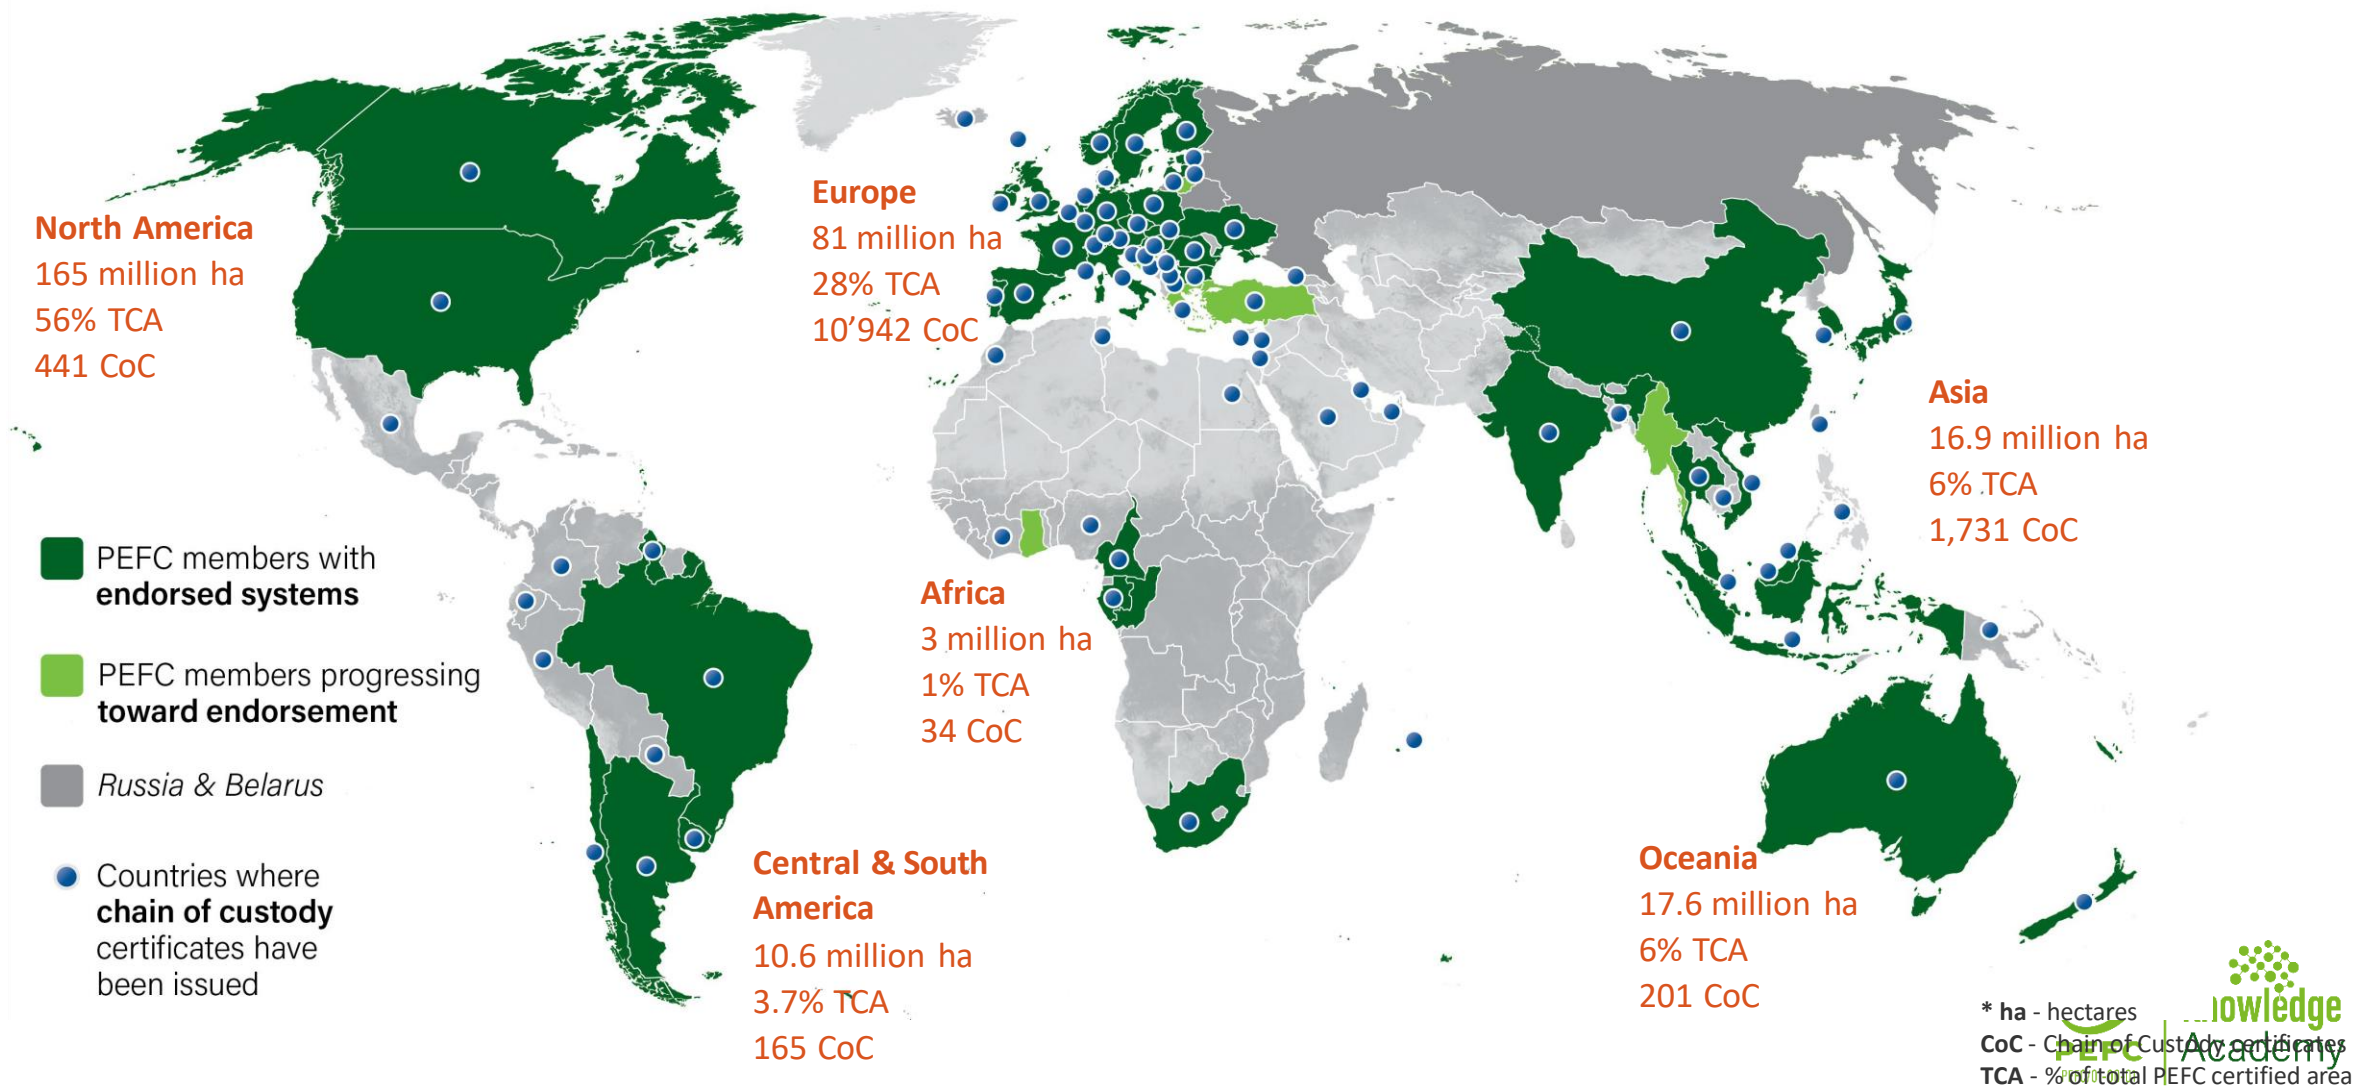 North America
165 million ha
56% TCA
441 CoC
Europe
81 million ha
28% TCA
10’942 CoC
Asia
16.9 million ha
6% TCA
1,731 CoC
Africa
3 million ha
1% TCA
34 CoC
Central & South
America
10.6 million ha
3.7% TCA
165 CoC
Oceania
17.6 million ha
6% TCA
201 CoC
PEFC members with
endorsed systems
PEFC members progressing
toward endorsement
Russia & Belarus
Countries where
chain of custody
certificates have
been issued
* ha - hectares
CoC - Chain of Custody certificates
TCA - % of total PEFC certified area
PEFC
Academy